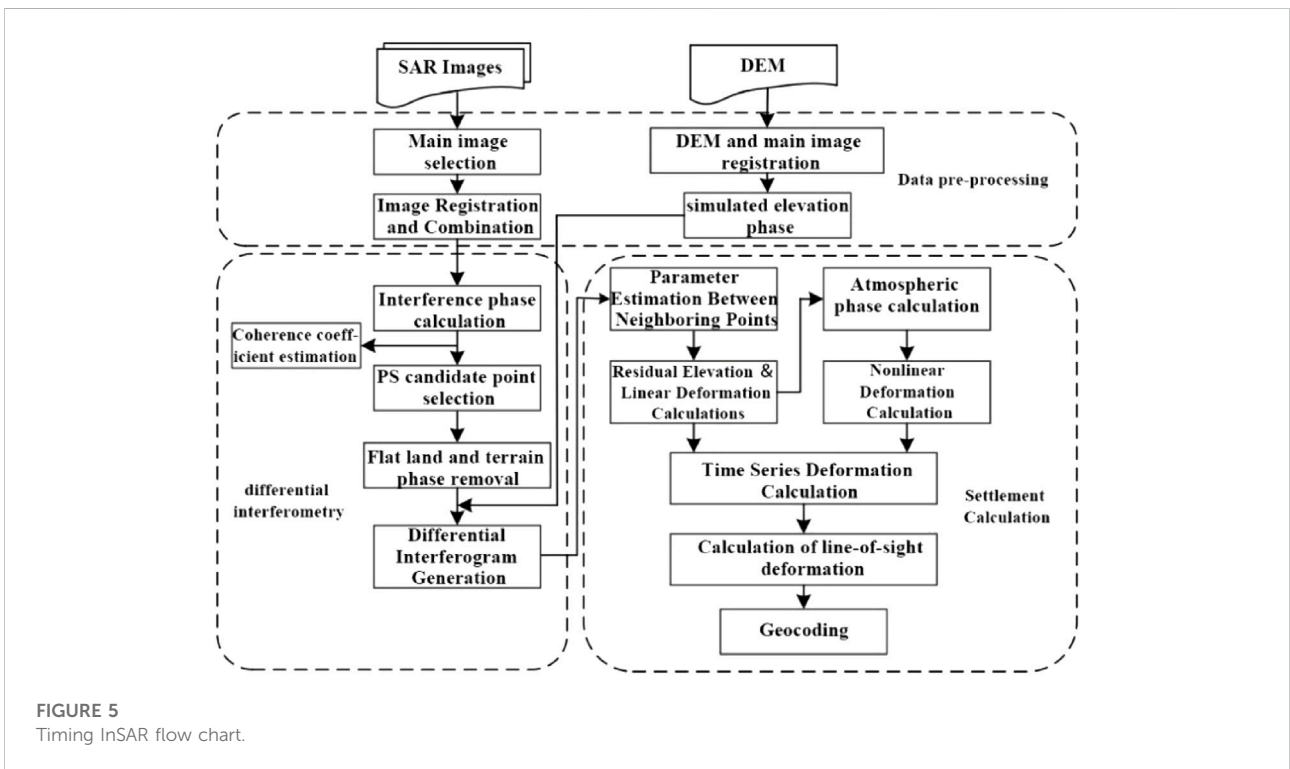 SAR Images
DEM
Main image
selection
DEM and main image
registration
Data pre-processing
Image Registration
and Combination
simulated elevation
phase
Interference phase
calculation
Coherence coeff-
icient estimation
PS candidate point
selection
Flat land and terrain
phase removal
differential
interferometry
Differential
Interferogram
Generation
Parameter
Estimation Between
Neighboring Points
Atmospheric
phase calculation
Residual Elevation &
Linear Deformation
Calculations
Nonlinear
Deformation
Calculation
Time Series Deformation
Calculation
Settlement
Calculation
Calculation of line-of-sight
deformation
Geocoding
FIGURE 5
Timing InSAR flow chart.